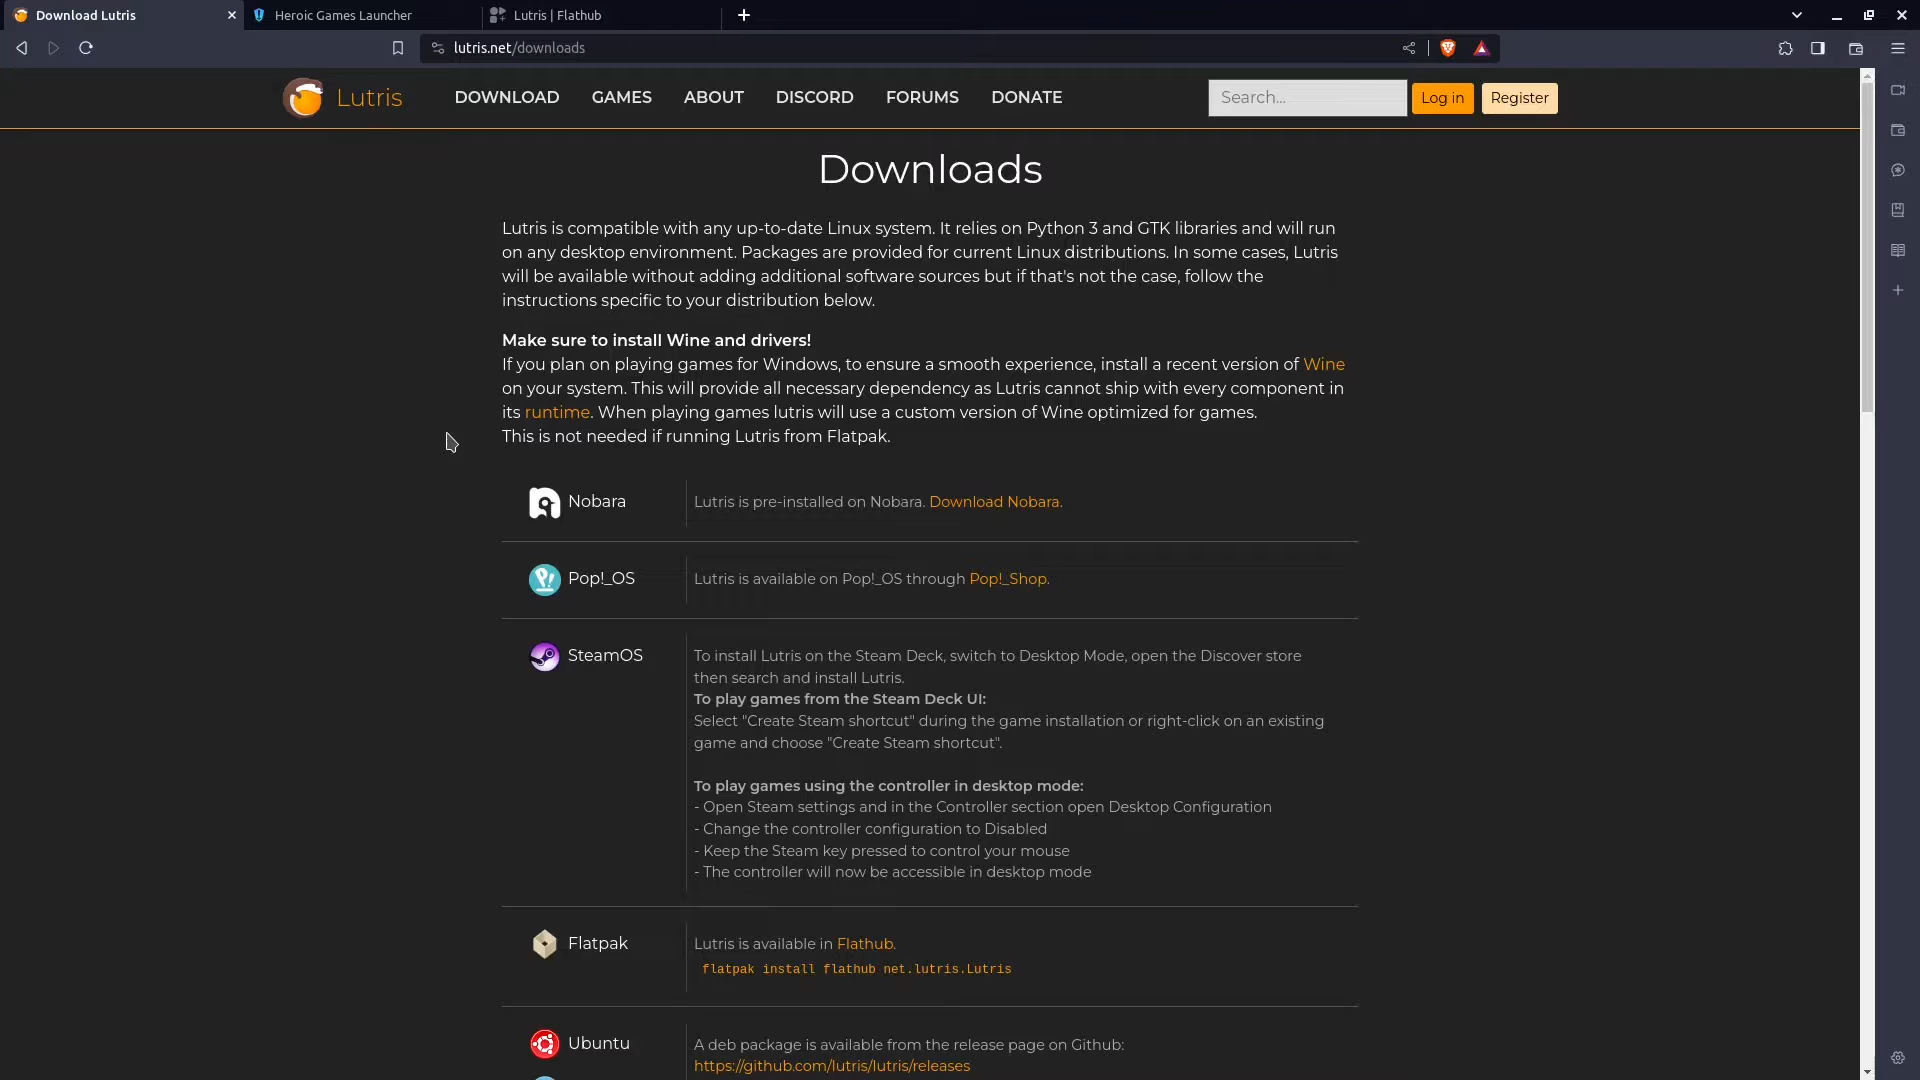 Download Lutris
Heroic Games Launcher
Lutris | Flathub
lutris.net/downloads
Lutris
DOWNLOAD
GAMES
ABOUT
DISCORD
FORUMS
DONATE
Search...
Log in
Register
Downloads
Lutris is compatible with any up-to-date Linux system. It relies on Python 3 and GTK libraries and will run
on any desktop environment. Packages are provided for current Linux distributions. In some cases, Lutris
will be available without adding additional software sources but if that's not the case, follow the
instructions specific to your distribution below.
Make sure to install Wine and drivers!
If you plan on playing games for Windows, to ensure a smooth experience, install a recent version of Wine
on your system. This will provide all necessary dependency as Lutris cannot ship with every component in
its runtime. When playing games lutris will use a custom version of Wine optimized for games.
This is not needed if running Lutris from Flatpak.
Nobara
Lutris is pre-installed on Nobara. Download Nobara.
Pop!_OS
Lutris is available on Pop!_OS through Pop!_Shop.
SteamOS
To install Lutris on the Steam Deck, switch to Desktop Mode, open the Discover store
then search and install Lutris.
To play games from the Steam Deck UI:
Select "Create Steam shortcut" during the game installation or right-click on an existing
game and choose "Create Steam shortcut".
To play games using the controller in desktop mode:
- Open Steam settings and in the Controller section open Desktop Configuration
- Change the controller configuration to Disabled
- Keep the Steam key pressed to control your mouse
- The controller will now be accessible in desktop mode
Flatpak
Lutris is available in Flathub.
flatpak install flathub net.lutris.Lutris
Ubuntu
A deb package is available from the release page on Github:
https://github.com/lutris/lutris/releases